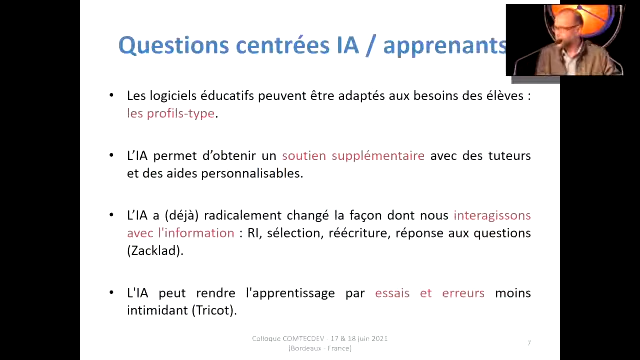 Questions centrées IA / apprenants
• Les logiciels éducatifs peuvent être adaptés aux besoins des élèves :
les profils-type.
• L’IA permet d’obtenir un soutien supplémentaire avec des tuteurs
et des aides personnalisables.
• L’IA a (déjà) radicalement changé la façon dont nous interagissons
avec l'information : RI, sélection, réécriture, réponse aux questions
(Zacklad).
• L'IA peut rendre l'apprentissage par essais et erreurs moins
intimidant (Tricot).
Colloque COMTECDEV 17 & 18 juin 2021
[Bordeaux - France]
7